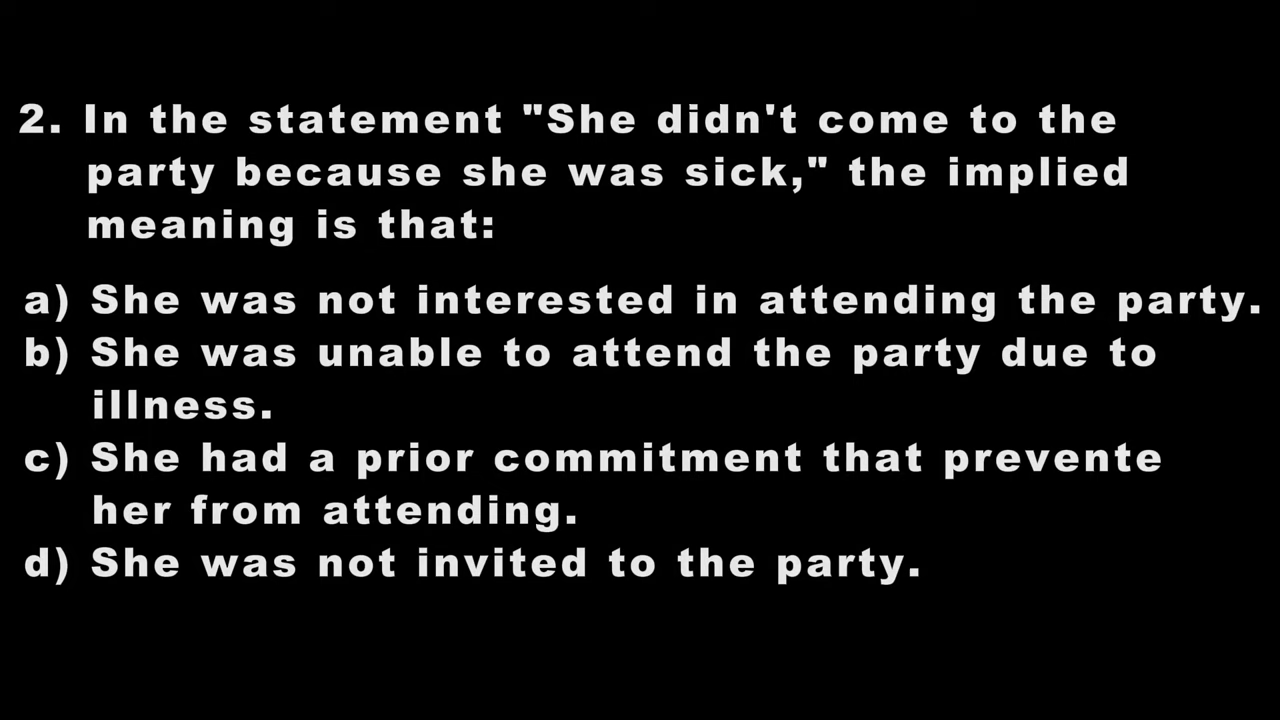 2. In the statement "She didn't come to the
party because she was sick," the implied
meaning is that:
a) She was not interested in attending the party.
b) She was unable to attend the party due to
illness.
c) She had a prior commitment that prevente
her from attending.
d) She was not invited to the party.